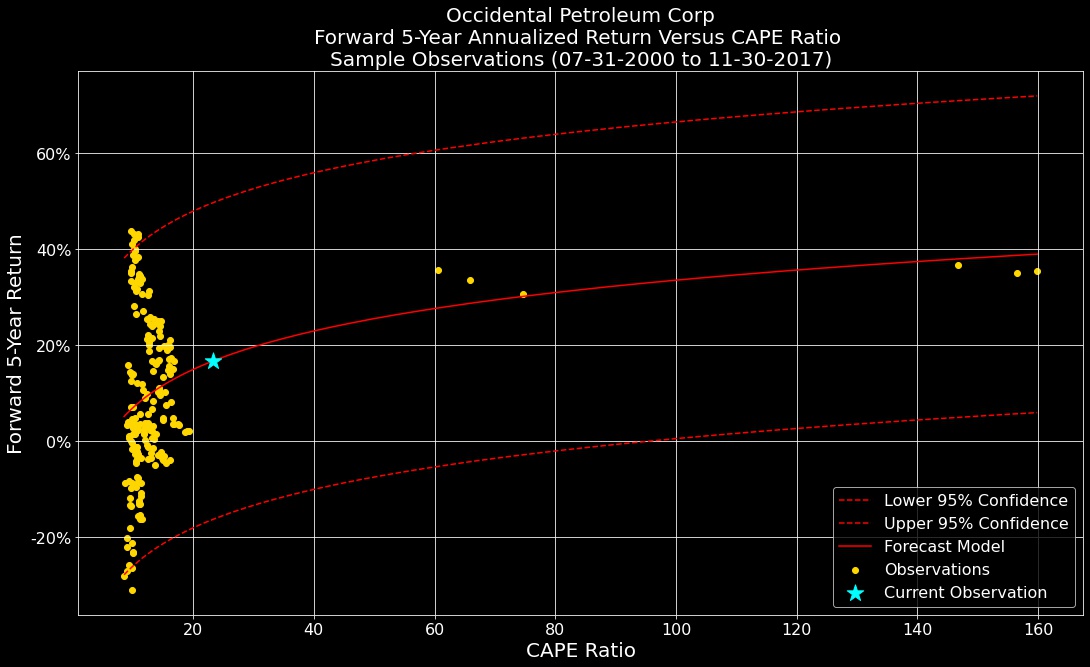 Occidental Petroleum Corp
Forward 5-Year Annualized Return Versus CAPE Ratio
Sample Observations (07-31-2000 to 11-30-2017)
Forward 5-Year Return
60%
40%
20%
0%
-20%
Lower 95% Confidence
Upper 95% Confidence
Forecast Model
Observations
Current Observation
20
40
60
80
100
120
140
160
CAPE Ratio